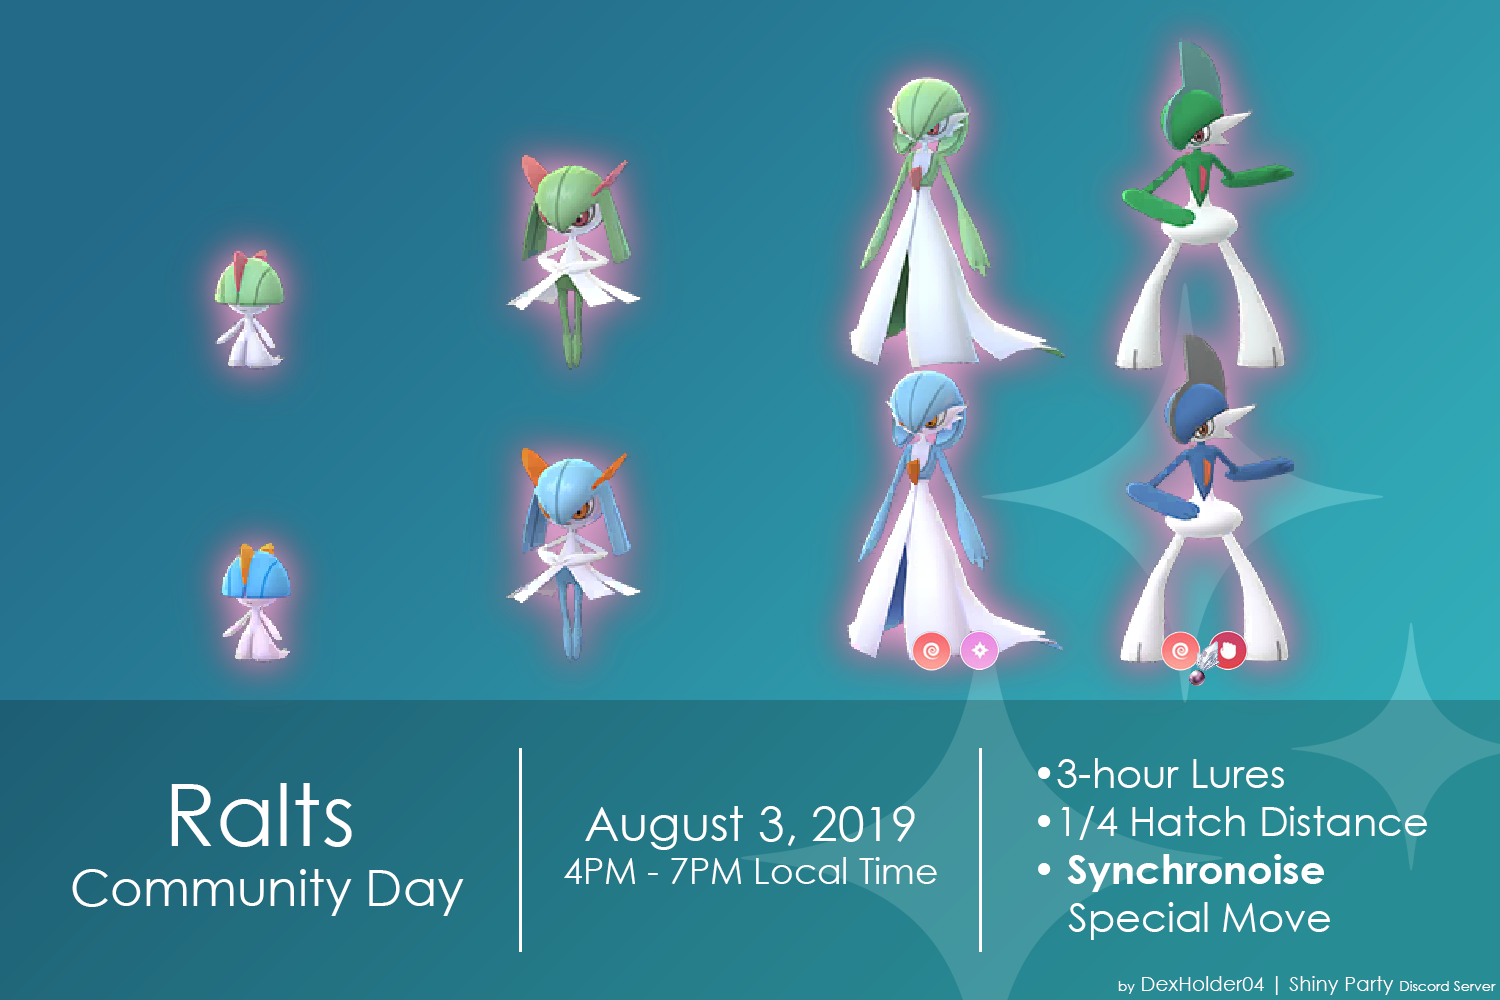 Ralts
Community Day
August 3, 2019
4PM - 7PM Local Time
•3-hour Lures
•1/4 Hatch Distance
• Synchronoise
Special Move
by DexHolder04 | Shiny Party Discord Server